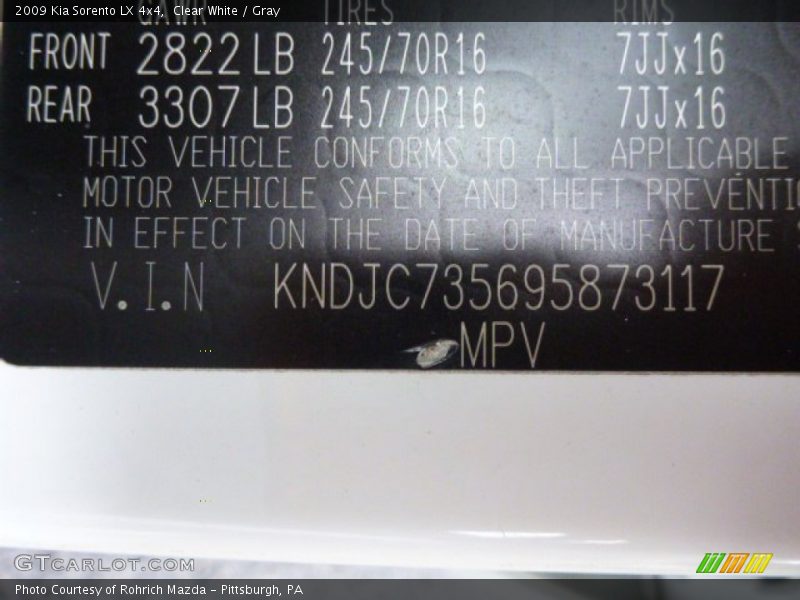 2009 Kia Sorento LX 4x4, Clear White / Gray
GAWR TIRES RIMS
FRONT 2822 LB 245/70R16 7JJx16
REAR 3307 LB 245/70R16 7JJx16
THIS VEHICLE CONFORMS TO ALL APPLICABLE
MOTOR VEHICLE SAFETY AND THEFT PREVENTIO
IN EFFECT ON THE DATE OF MANUFACTURE
V.I.N KNDJC735695873117
MPV
GTCARLOT.COM
Photo Courtesy of Rohrich Mazda - Pittsburgh, PA